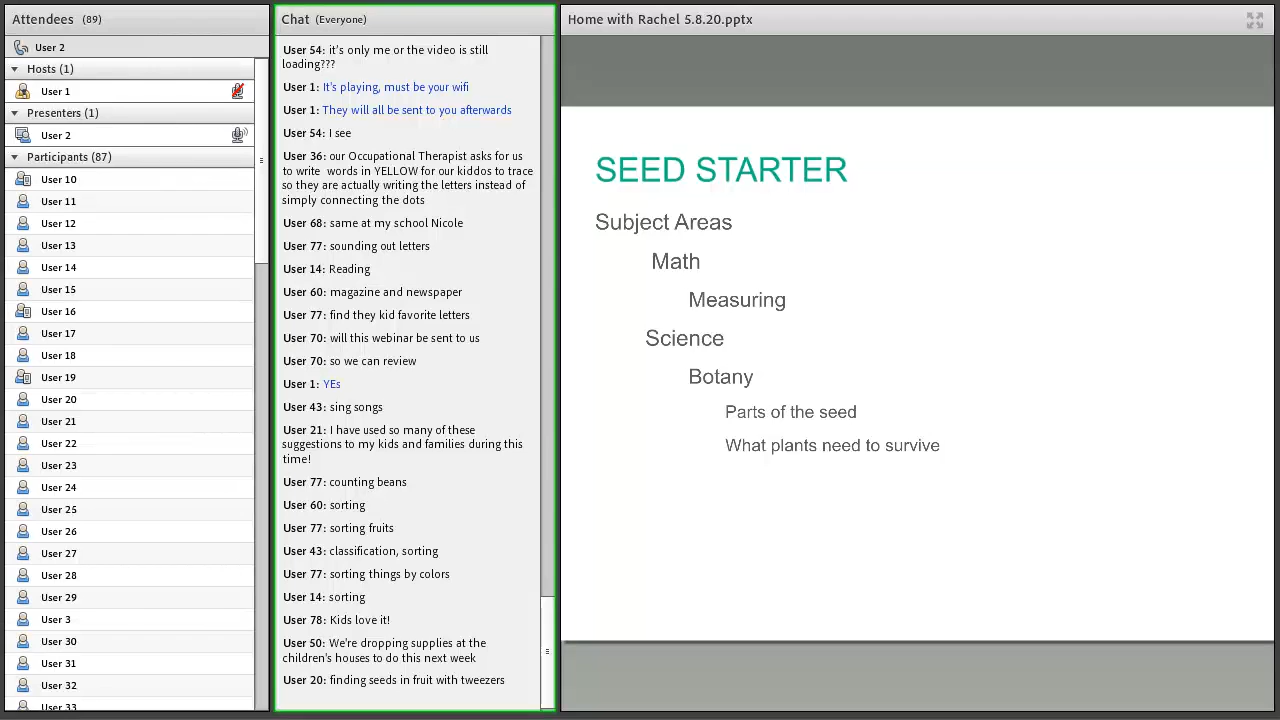 Attendees (89)
User 2
Hosts (1)
User 1
Presenters (1)
User 2
Participants (87)
User 10
User 11
User 12
User 13
User 14
User 15
User 16
User 17
User 18
User 19
User 20
User 21
User 22
User 23
User 24
User 25
User 26
User 27
User 28
User 29
User 3
User 30
User 31
User 32
User 33
Chat (Everyone)
User 54: it's only me or the video is still
loading???
User 1: It's playing, must be your wifi
User 1: They will all be sent to you afterwards
User 54: I see
User 36: our Occupational Therapist asks for us
to write words in YELLOW for our kiddos to trace
so they are actually writing the letters instead of
simply connecting the dots
User 68: same at my school Nicole
User 77: sounding out letters
User 14: Reading
User 60: magazine and newspaper
User 77: find they kid favorite letters
User 70: will this webinar be sent to us
User 70: so we can review
User 1: YEs
User 43: sing songs
User 21: I have used so many of these
suggestions to my kids and families during this
time!
User 77: counting beans
User 60: sorting
User 77: sorting fruits
User 43: classification, sorting
User 77: sorting things by colors
User 14: sorting
User 78: Kids love it!
User 50: We're dropping supplies at the
children's houses to do this next week
User 20: finding seeds in fruit with tweezers
Home with Rachel 5.8.20.pptx
SEED STARTER
Subject Areas
Math
Measuring
Science
Botany
Parts of the seed
What plants need to survive